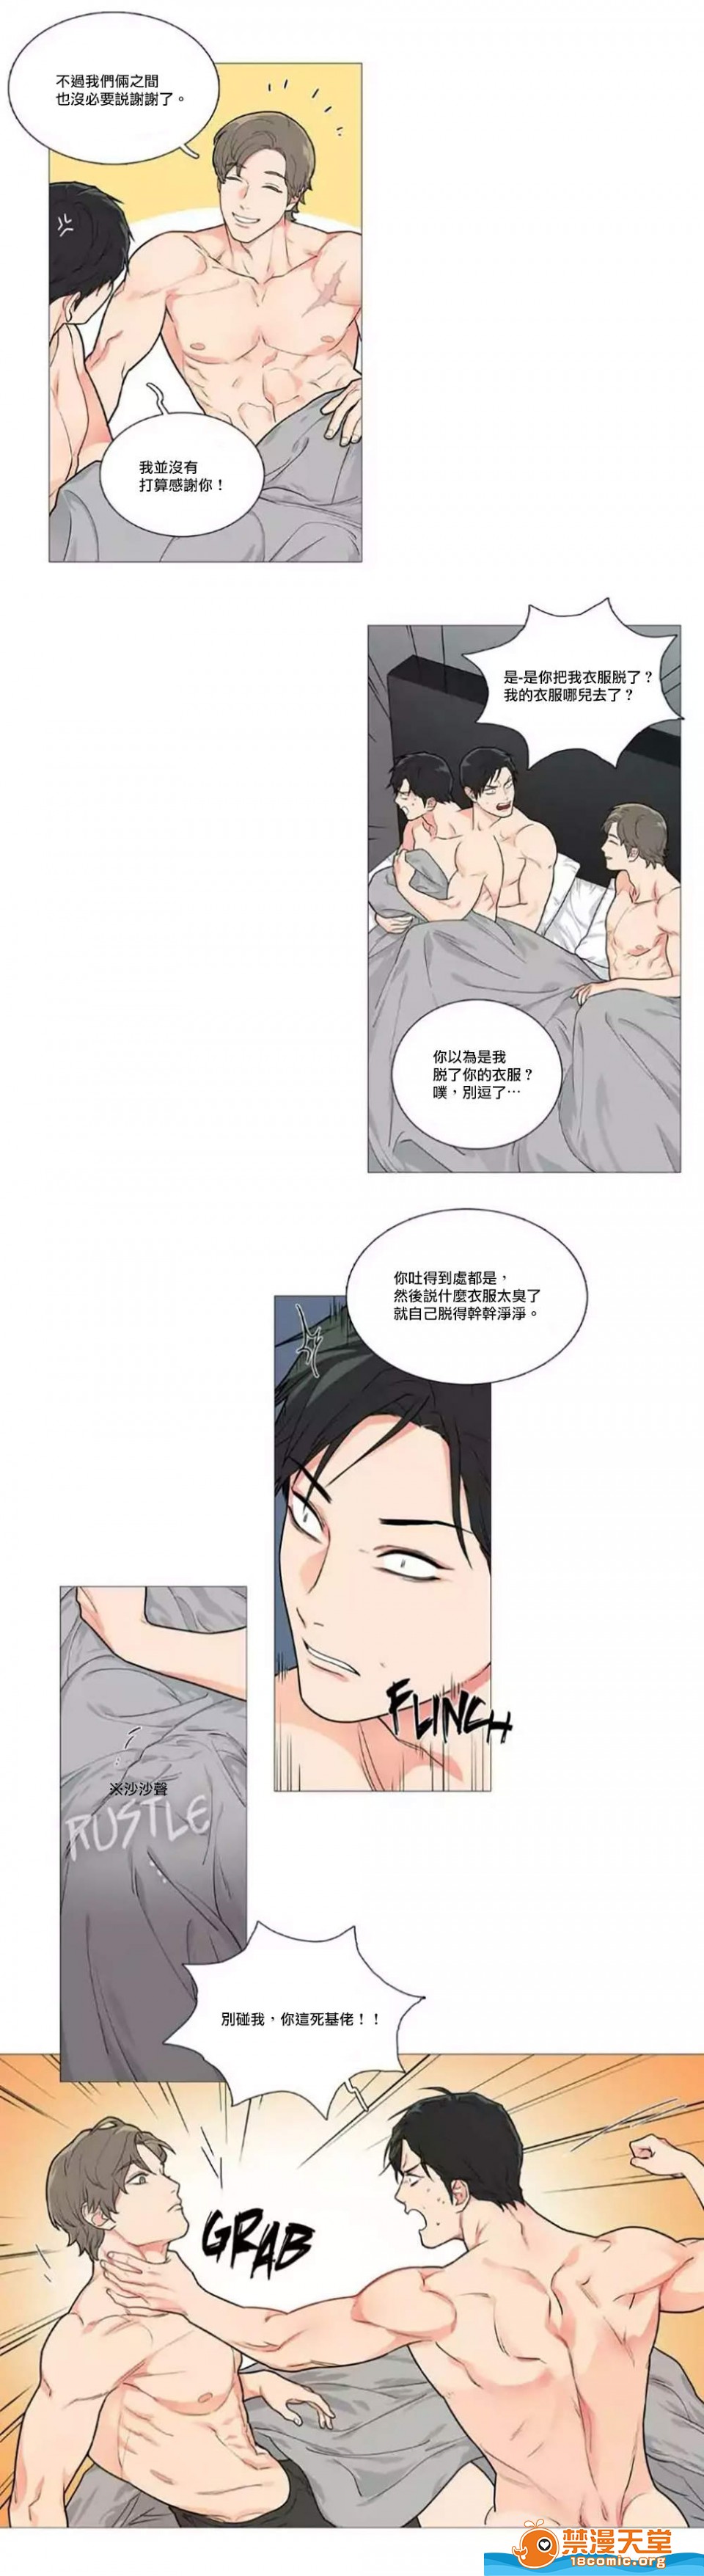 不過我們倆之間
也沒必要説謝謝了。
我並沒有
打算感謝你！
是-是你把我衣服脱了？
我的衣服哪兒去了？
你以為是我
脱了你的衣服？
噗，別逗了…
你吐得到處都是，
然後説什麼衣服太臭了
就自己脱得幹幹淨淨。
FLINCH
※沙沙聲
RUSTLE
別碰我，你這死基佬！！
GRAB
禁漫天堂
18comic.org